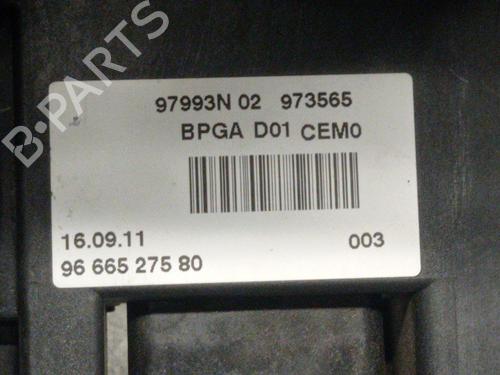 B-PARTS
97993N 02 973565
BPGA D01 CEM0
16.09.11 003
96 665 275 80